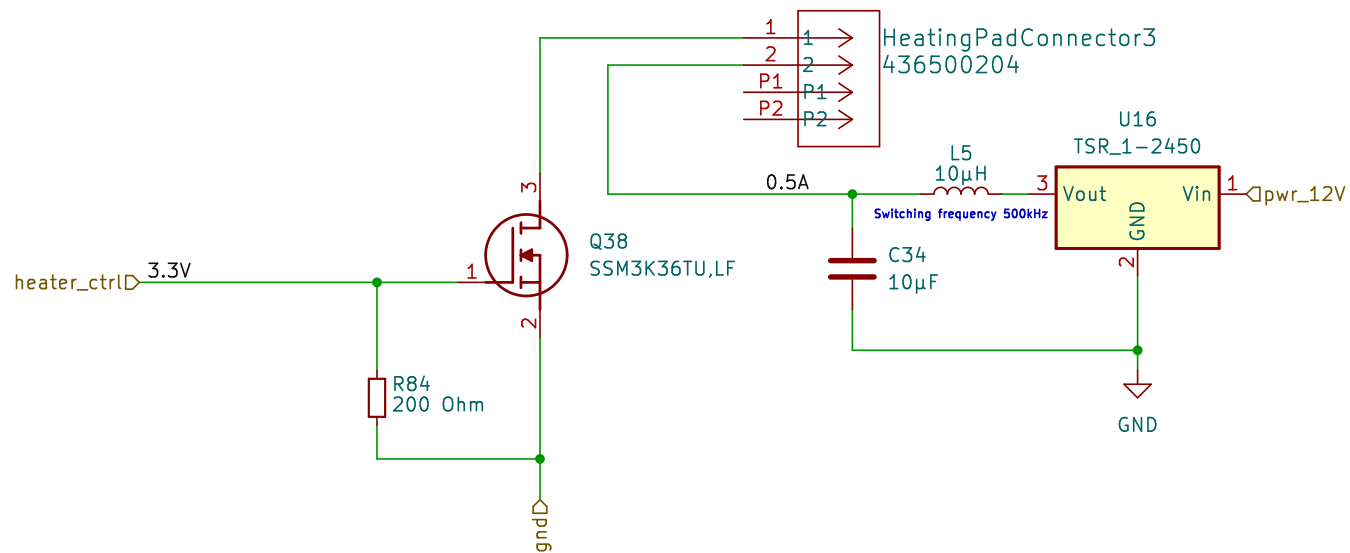 1 1 HeatingPadConnector3
2 2 436500204
P1 P1
P2 P2
U16
TSR_1-2450
L5
10µH
0.5A
3 Vout Vin 1 pwr_12V
GND
2
Switching frequency 500kHz
3
Q38
SSM3K36TU,LF
C34
10µF
heater_ctrl 3.3V
1
2
R84
200 Ohm
GND
gnd